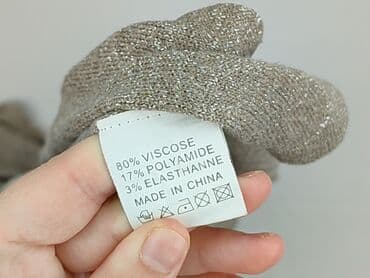 80% VISCOSE
17% POLYAMIDE
3% ELASTHANNE
MADE IN CHINA